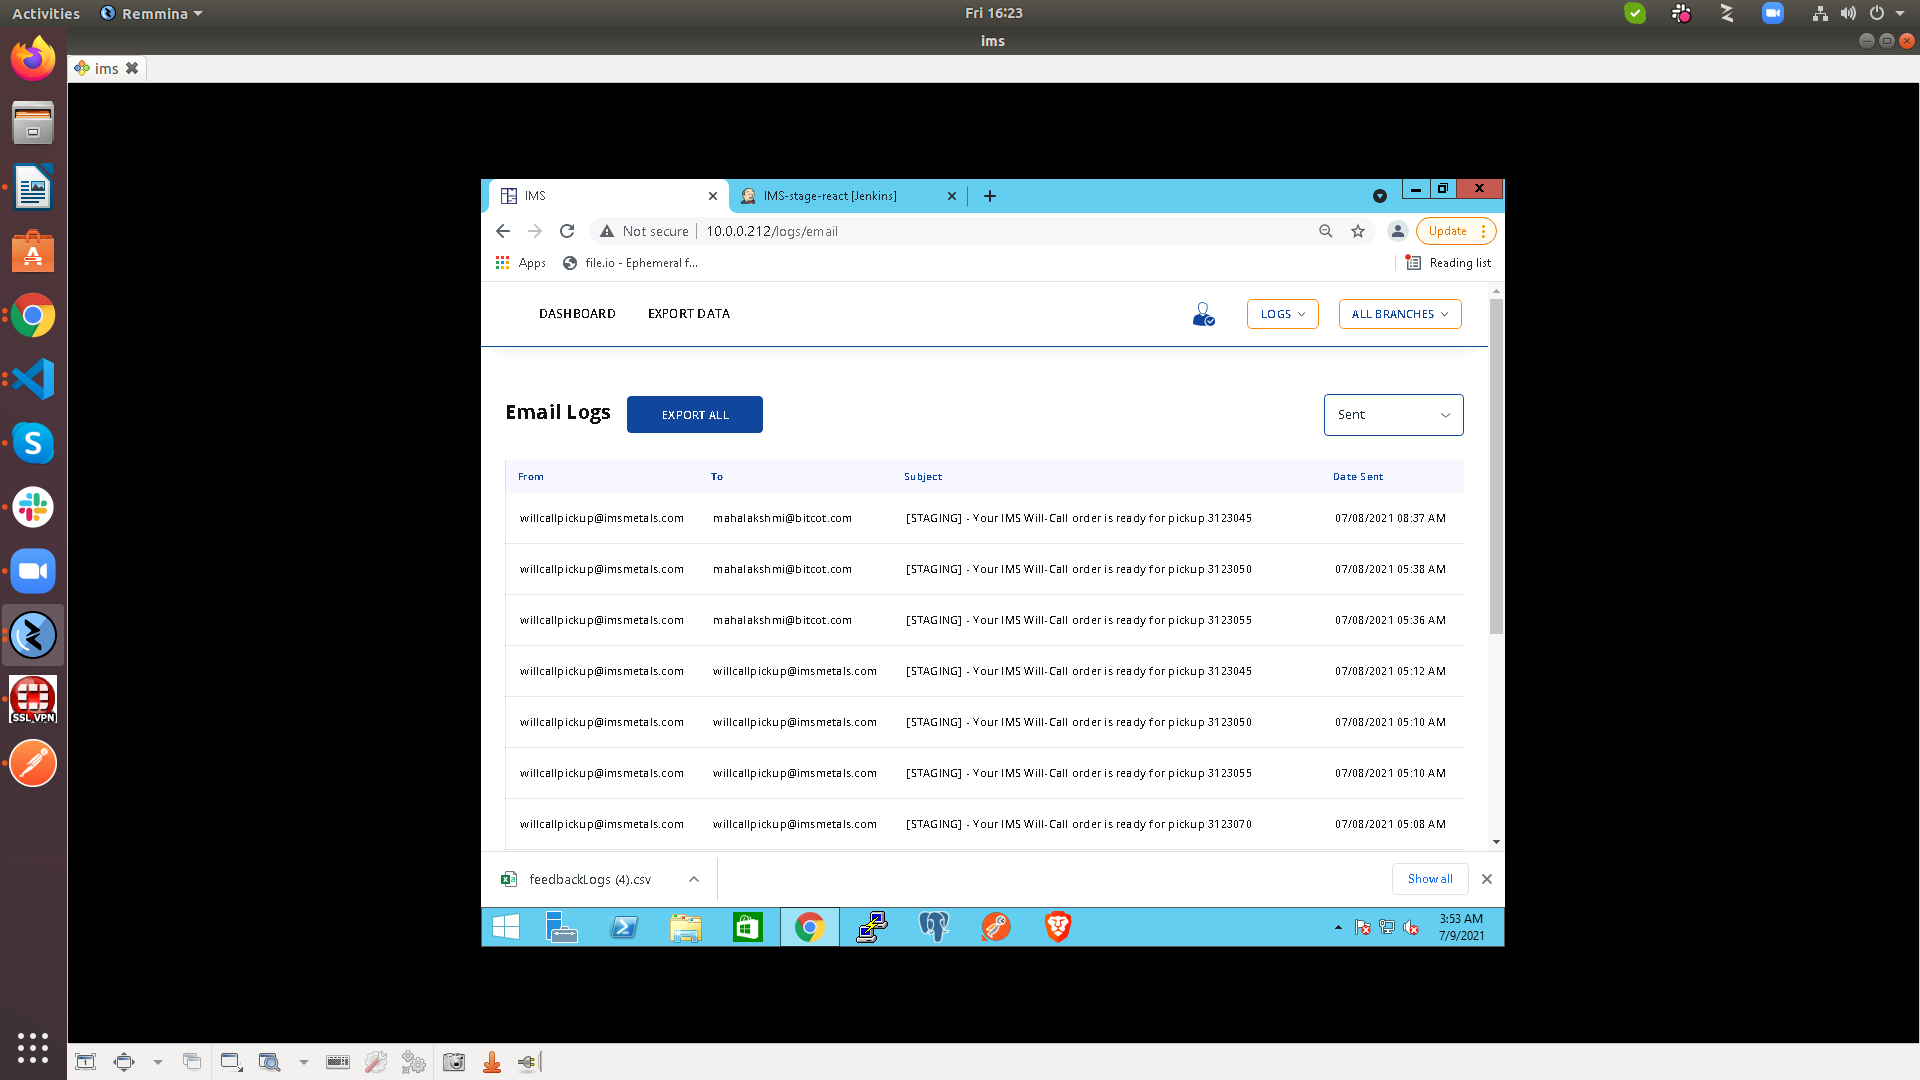 Activities Remmina Fri 16:23
ims
ims
IMS IMS-stage-react [Jenkins]
Not secure 10.0.0.212/logs/email Update
Apps file.io - Ephemeral f... Reading list
DASHBOARD EXPORT DATA LOGS ALL BRANCHES
Email Logs EXPORT ALL Sent
From To Subject Date Sent
willcallpickup@imsmetals.com mahalakshmi@bitcot.com [STAGING] - Your IMS Will-Call order is ready for pickup 3123045 07/08/2021 08:37 AM
willcallpickup@imsmetals.com mahalakshmi@bitcot.com [STAGING] - Your IMS Will-Call order is ready for pickup 3123050 07/08/2021 05:38 AM
willcallpickup@imsmetals.com mahalakshmi@bitcot.com [STAGING] - Your IMS Will-Call order is ready for pickup 3123055 07/08/2021 05:36 AM
willcallpickup@imsmetals.com willcallpickup@imsmetals.com [STAGING] - Your IMS Will-Call order is ready for pickup 3123045 07/08/2021 05:12 AM
willcallpickup@imsmetals.com willcallpickup@imsmetals.com [STAGING] - Your IMS Will-Call order is ready for pickup 3123050 07/08/2021 05:10 AM
willcallpickup@imsmetals.com willcallpickup@imsmetals.com [STAGING] - Your IMS Will-Call order is ready for pickup 3123055 07/08/2021 05:10 AM
willcallpickup@imsmetals.com willcallpickup@imsmetals.com [STAGING] - Your IMS Will-Call order is ready for pickup 3123070 07/08/2021 05:08 AM
SSL VPN
feedbackLogs (4).csv Show all
3:53 AM
7/9/2021